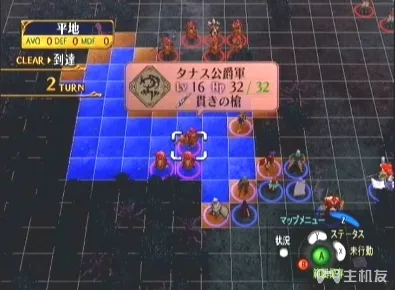 平地
AVO 0 DEF 0 MDF 0
CLEAR▶到達
2 TURN
タナス公爵軍
Lv 16 HP 32/32
貫きの槍
マップメニュー
Z
ステータス
Y
状況
X
未行動
A
B
主机友